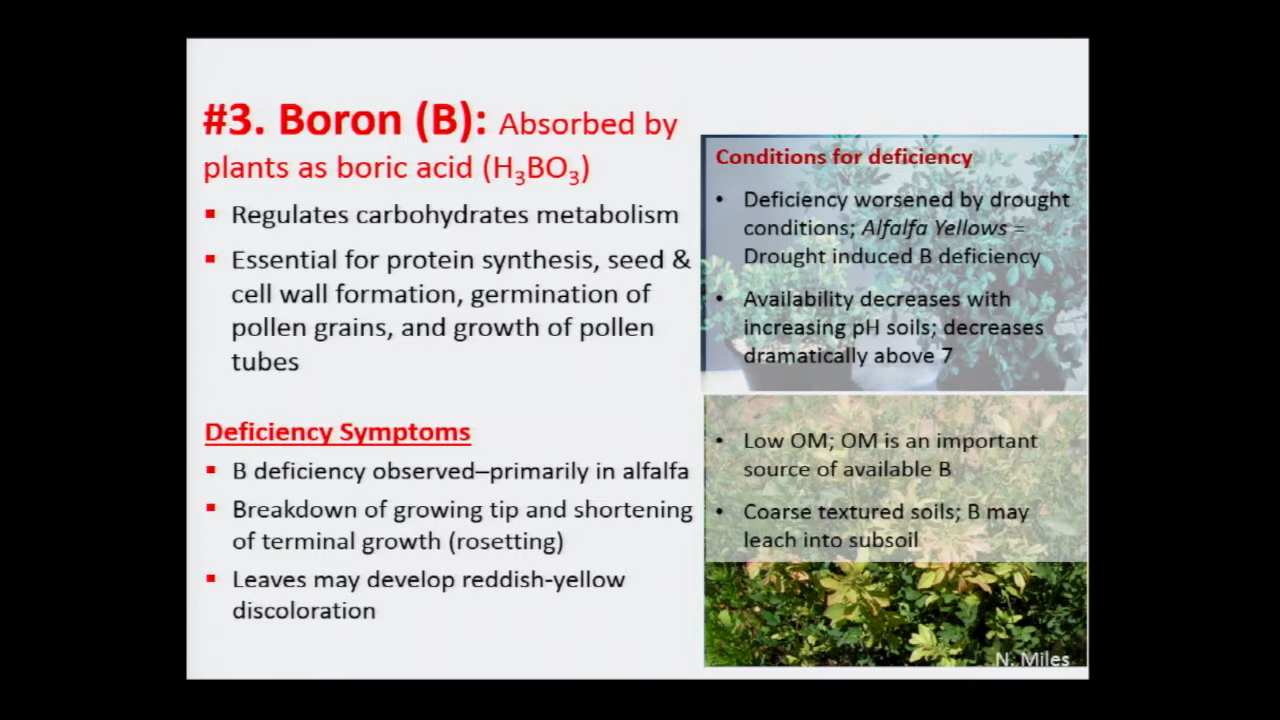 #3. Boron (B): Absorbed by
plants as boric acid (H₃BO₃)
▪ Regulates carbohydrates metabolism
▪ Essential for protein synthesis, seed &
cell wall formation, germination of
pollen grains, and growth of pollen
tubes
Deficiency Symptoms
▪ B deficiency observed–primarily in alfalfa
▪ Breakdown of growing tip and shortening
of terminal growth (rosetting)
▪ Leaves may develop reddish-yellow
discoloration
Conditions for deficiency
• Deficiency worsened by drought
conditions; Alfalfa Yellows =
Drought induced B deficiency
• Availability decreases with
increasing pH soils; decreases
dramatically above 7
• Low OM; OM is an important
source of available B
• Coarse textured soils; B may
leach into subsoil
N. Miles